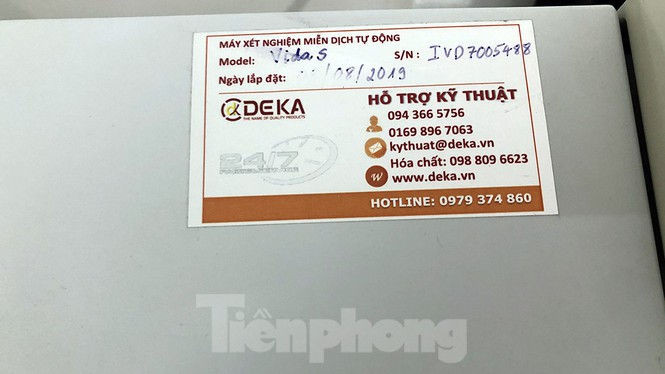 MÁY XÉT NGHIỆM MIỄN DỊCH TỰ ĐỘNG
Model: Vidas S/N: IVD7005488
Ngày lắp đặt: ../08/2019
DEKA
THE NAME OF QUALITY PRODUCTS
HỖ TRỢ KỸ THUẬT
094 366 5756
0169 896 7063
kythuat@deka.vn
Hóa chất: 098 809 6623
www.deka.vn
24/7
HOTLINE: 0979 374 860
Tiênphong